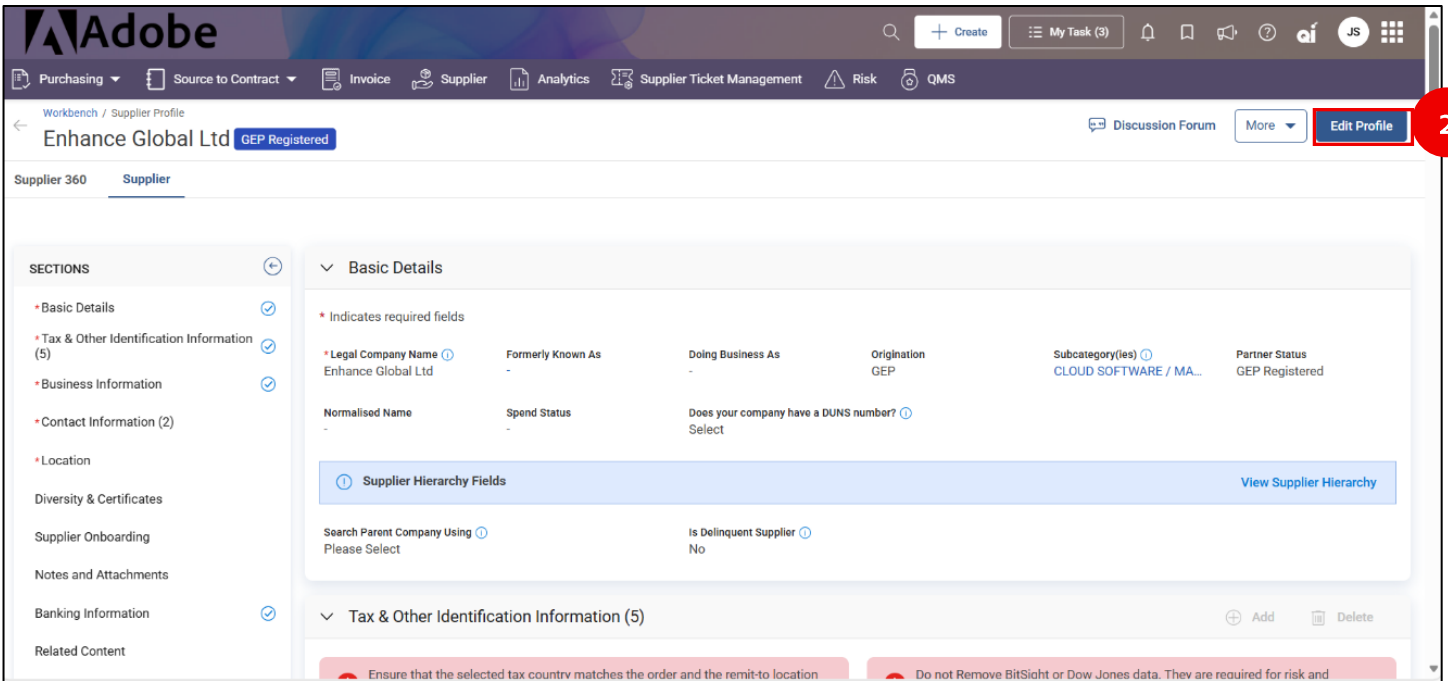 Adobe
Create
My Task (3)
JS
Purchasing
Source to Contract
Invoice
Supplier
Analytics
Supplier Ticket Management
Risk
QMS
Workbench / Supplier Profile
Enhance Global Ltd GEP Registered
Discussion Forum
More
Edit Profile
2
Supplier 360
Supplier
SECTIONS
*Basic Details
*Tax & Other Identification Information
(5)
*Business Information
*Contact Information (2)
*Location
Diversity & Certificates
Supplier Onboarding
Notes and Attachments
Banking Information
Related Content
Basic Details
* Indicates required fields
*Legal Company Name
Enhance Global Ltd
Formerly Known As
-
Doing Business As
-
Origination
GEP
Subcategory(ies)
CLOUD SOFTWARE / MA...
Partner Status
GEP Registered
Normalised Name
-
Spend Status
-
Does your company have a DUNS number?
Select
Supplier Hierarchy Fields
View Supplier Hierarchy
Search Parent Company Using
Please Select
Is Delinquent Supplier
No
Tax & Other Identification Information (5)
Add
Delete
Ensure that the selected tax country matches the order and the remit-to location
Do not Remove BitSight or Dow Jones data. They are required for risk and